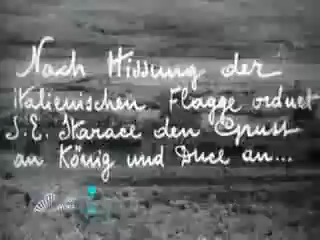 Nach Hissung der
italienischen Flagge ordnet
S.E. Starace den Gruss
an König und Duce an...